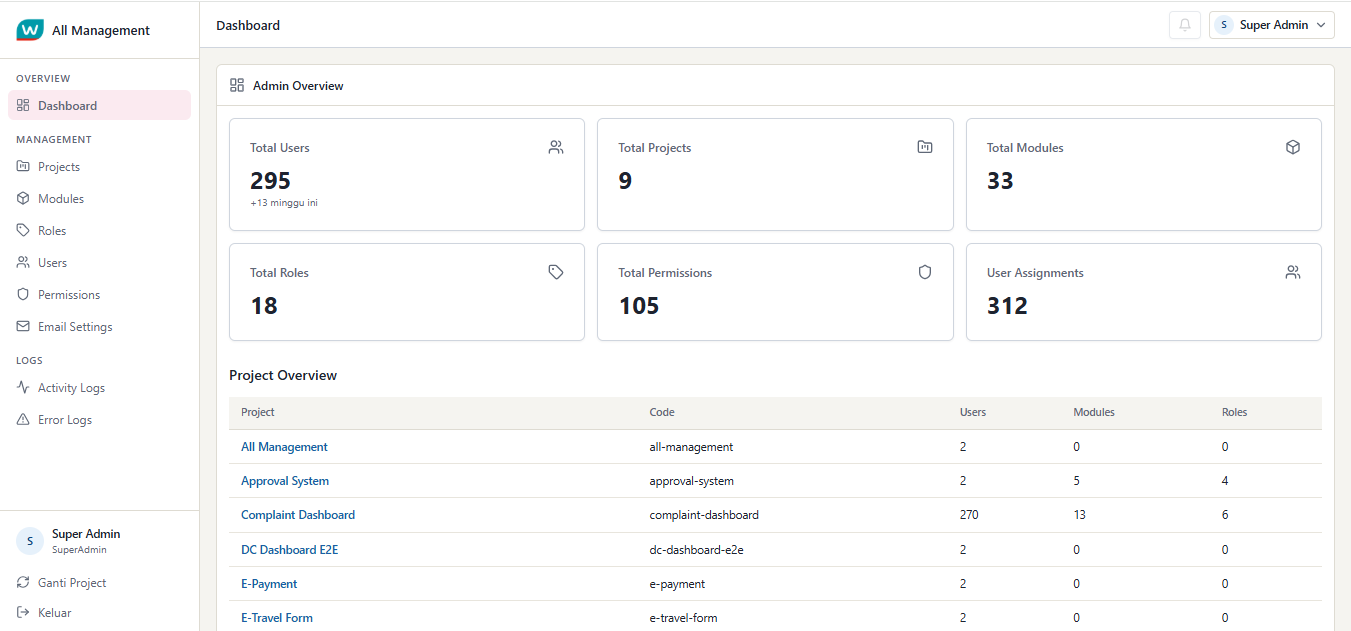 W All Management
Dashboard
S Super Admin
OVERVIEW
Dashboard
MANAGEMENT
Projects
Modules
Roles
Users
Permissions
Email Settings
LOGS
Activity Logs
Error Logs
S Super Admin
SuperAdmin
Ganti Project
Keluar
Admin Overview
Total Users
295
+13 minggu ini
Total Projects
9
Total Modules
33
Total Roles
18
Total Permissions
105
User Assignments
312
Project Overview
Project Code Users Modules Roles
All Management all-management 2 0 0
Approval System approval-system 2 5 4
Complaint Dashboard complaint-dashboard 270 13 6
DC Dashboard E2E dc-dashboard-e2e 2 0 0
E-Payment e-payment 2 0 0
E-Travel Form e-travel-form 2 0 0